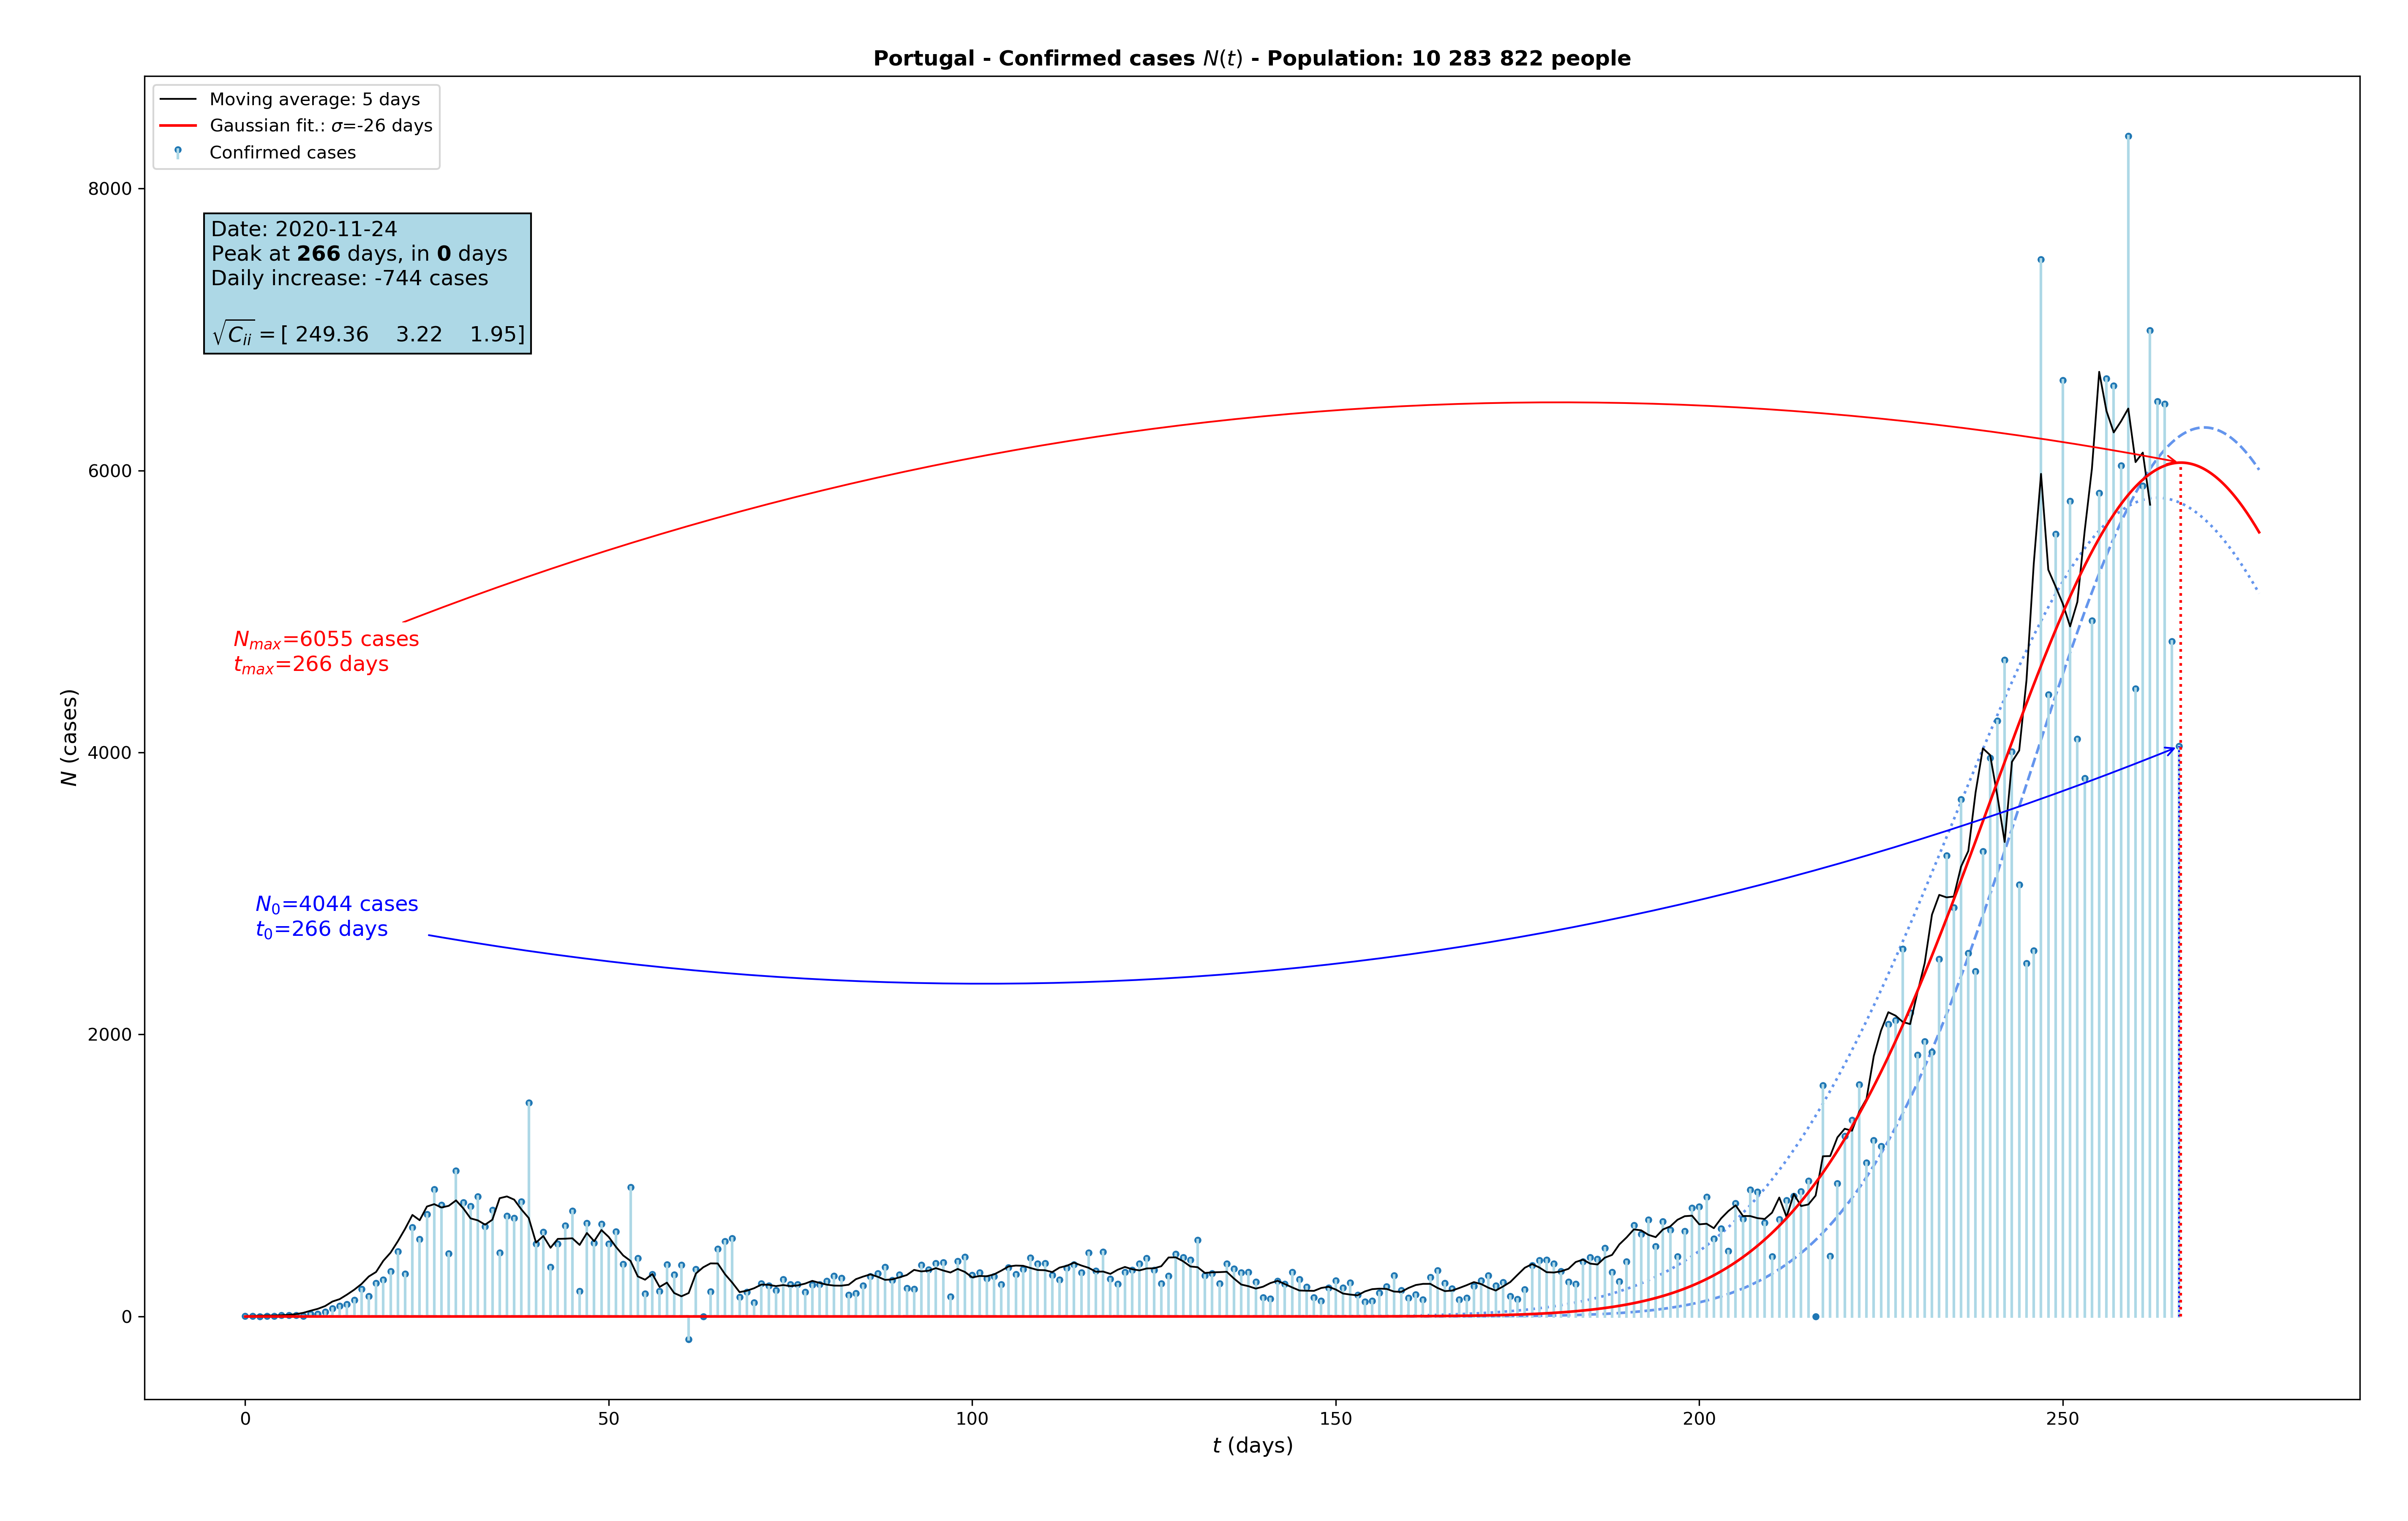 Portugal - Confirmed cases N(t) - Population: 10 283 822 people
Moving average: 5 days
Gaussian fit.: σ=-26 days
Confirmed cases
Date: 2020-11-24
Peak at 266 days, in 0 days
Daily increase: -744 cases
√Cᵢᵢ = [ 249.36 3.22 1.95]
N_max=6055 cases
t_max=266 days
N₀=4044 cases
t₀=266 days
N (cases)
8000
6000
4000
2000
0
0 50 100 150 200 250
t (days)